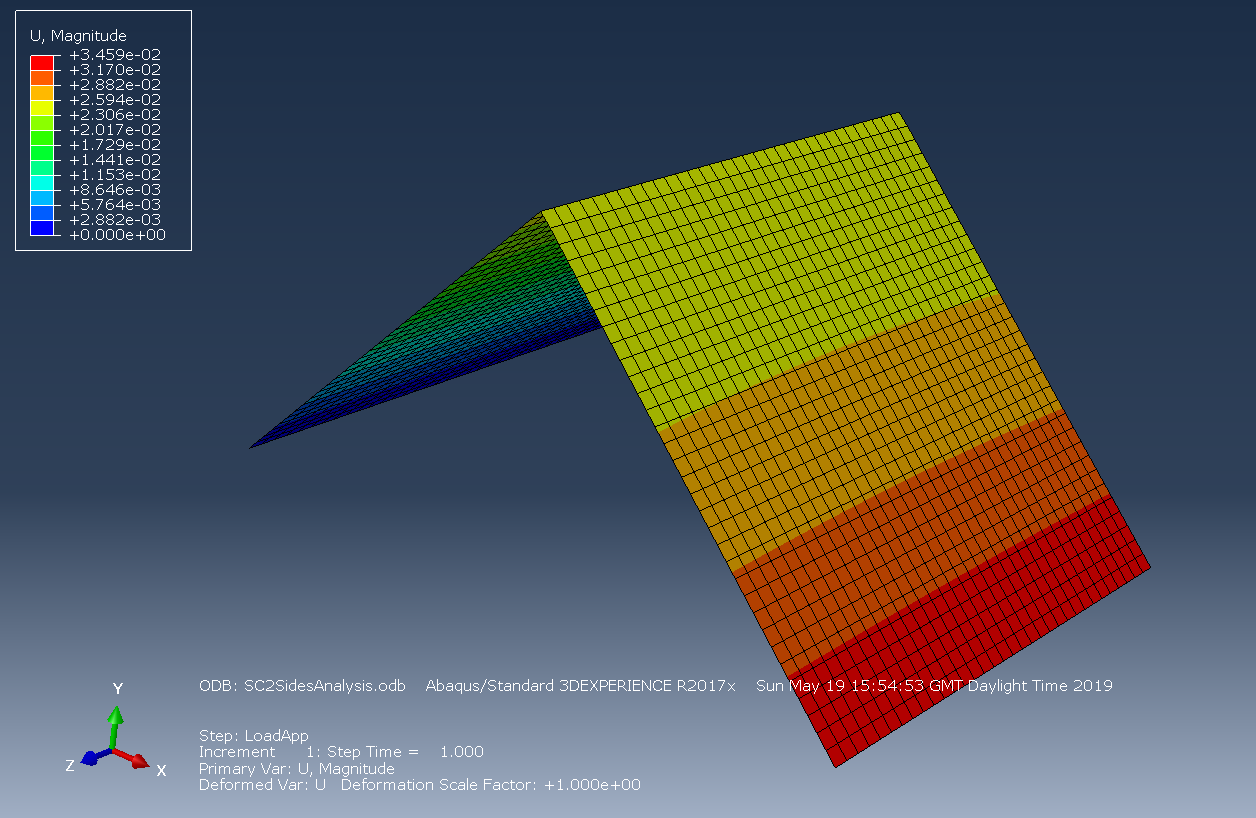 U, Magnitude
+3.459e-02
+3.170e-02
+2.882e-02
+2.594e-02
+2.306e-02
+2.017e-02
+1.729e-02
+1.441e-02
+1.153e-02
+8.646e-03
+5.764e-03
+2.882e-03
+0.000e+00
ODB: SC2SidesAnalysis.odb Abaqus/Standard 3DEXPERIENCE R2017x Sun May 19 15:54:53 GMT Daylight Time 2019
Y
Z
X
Step: LoadApp
Increment 1: Step Time = 1.000
Primary Var: U, Magnitude
Deformed Var: U Deformation Scale Factor: +1.000e+00